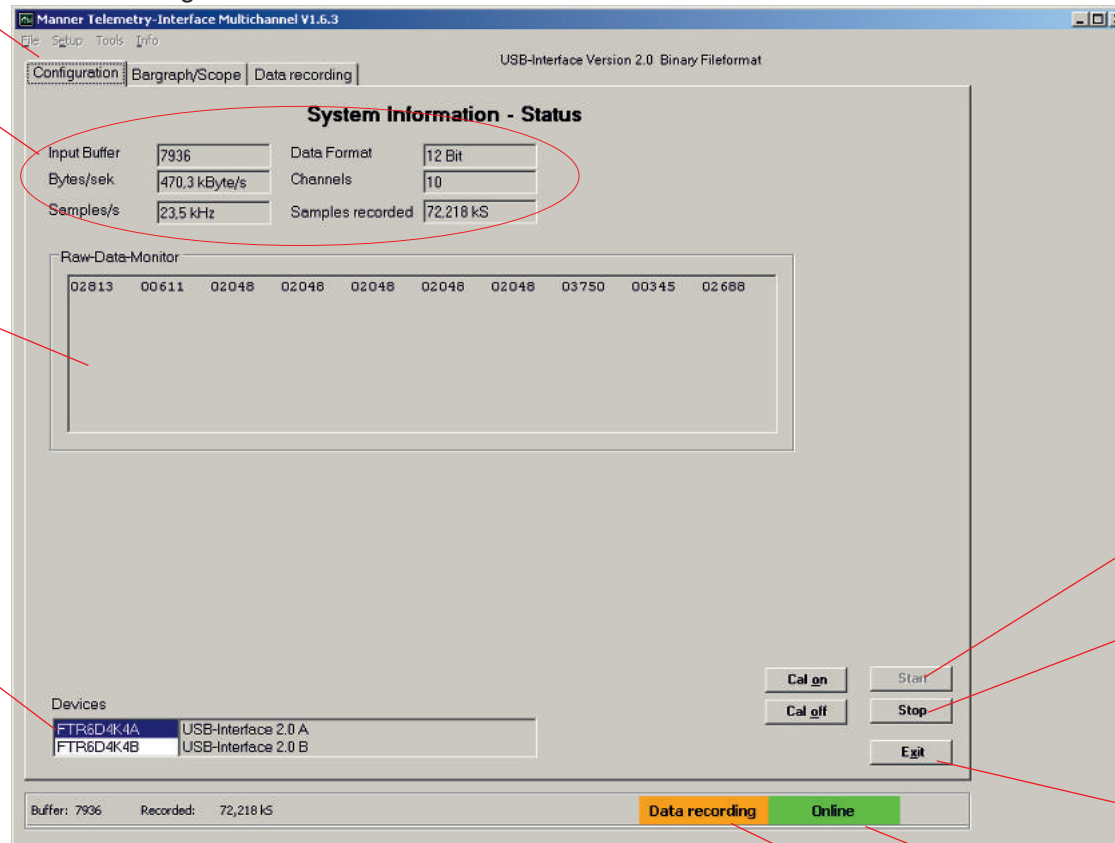 Manner Telemetry-Interface Multichannel V1.6.3
File Setup Tools Info
USB-Interface Version 2.0 Binary Fileformat
Configuration Bargraph/Scope Data recording
System Information - Status
Input Buffer 7936 Data Format 12 Bit
Bytes/sek 470,3 kByte/s Channels 10
Samples/s 23,5 kHz Samples recorded 72,218 kS
Raw-Data-Monitor
02813 00611 02048 02048 02048 02048 02048 03750 00345 02688
Cal on Start
Devices
Cal off Stop
FTR6D4K4A USB-Interface 2.0 A
FTR6D4K4B USB-Interface 2.0 B
Exit
Buffer: 7936 Recorded: 72,218 kS Data recording Online